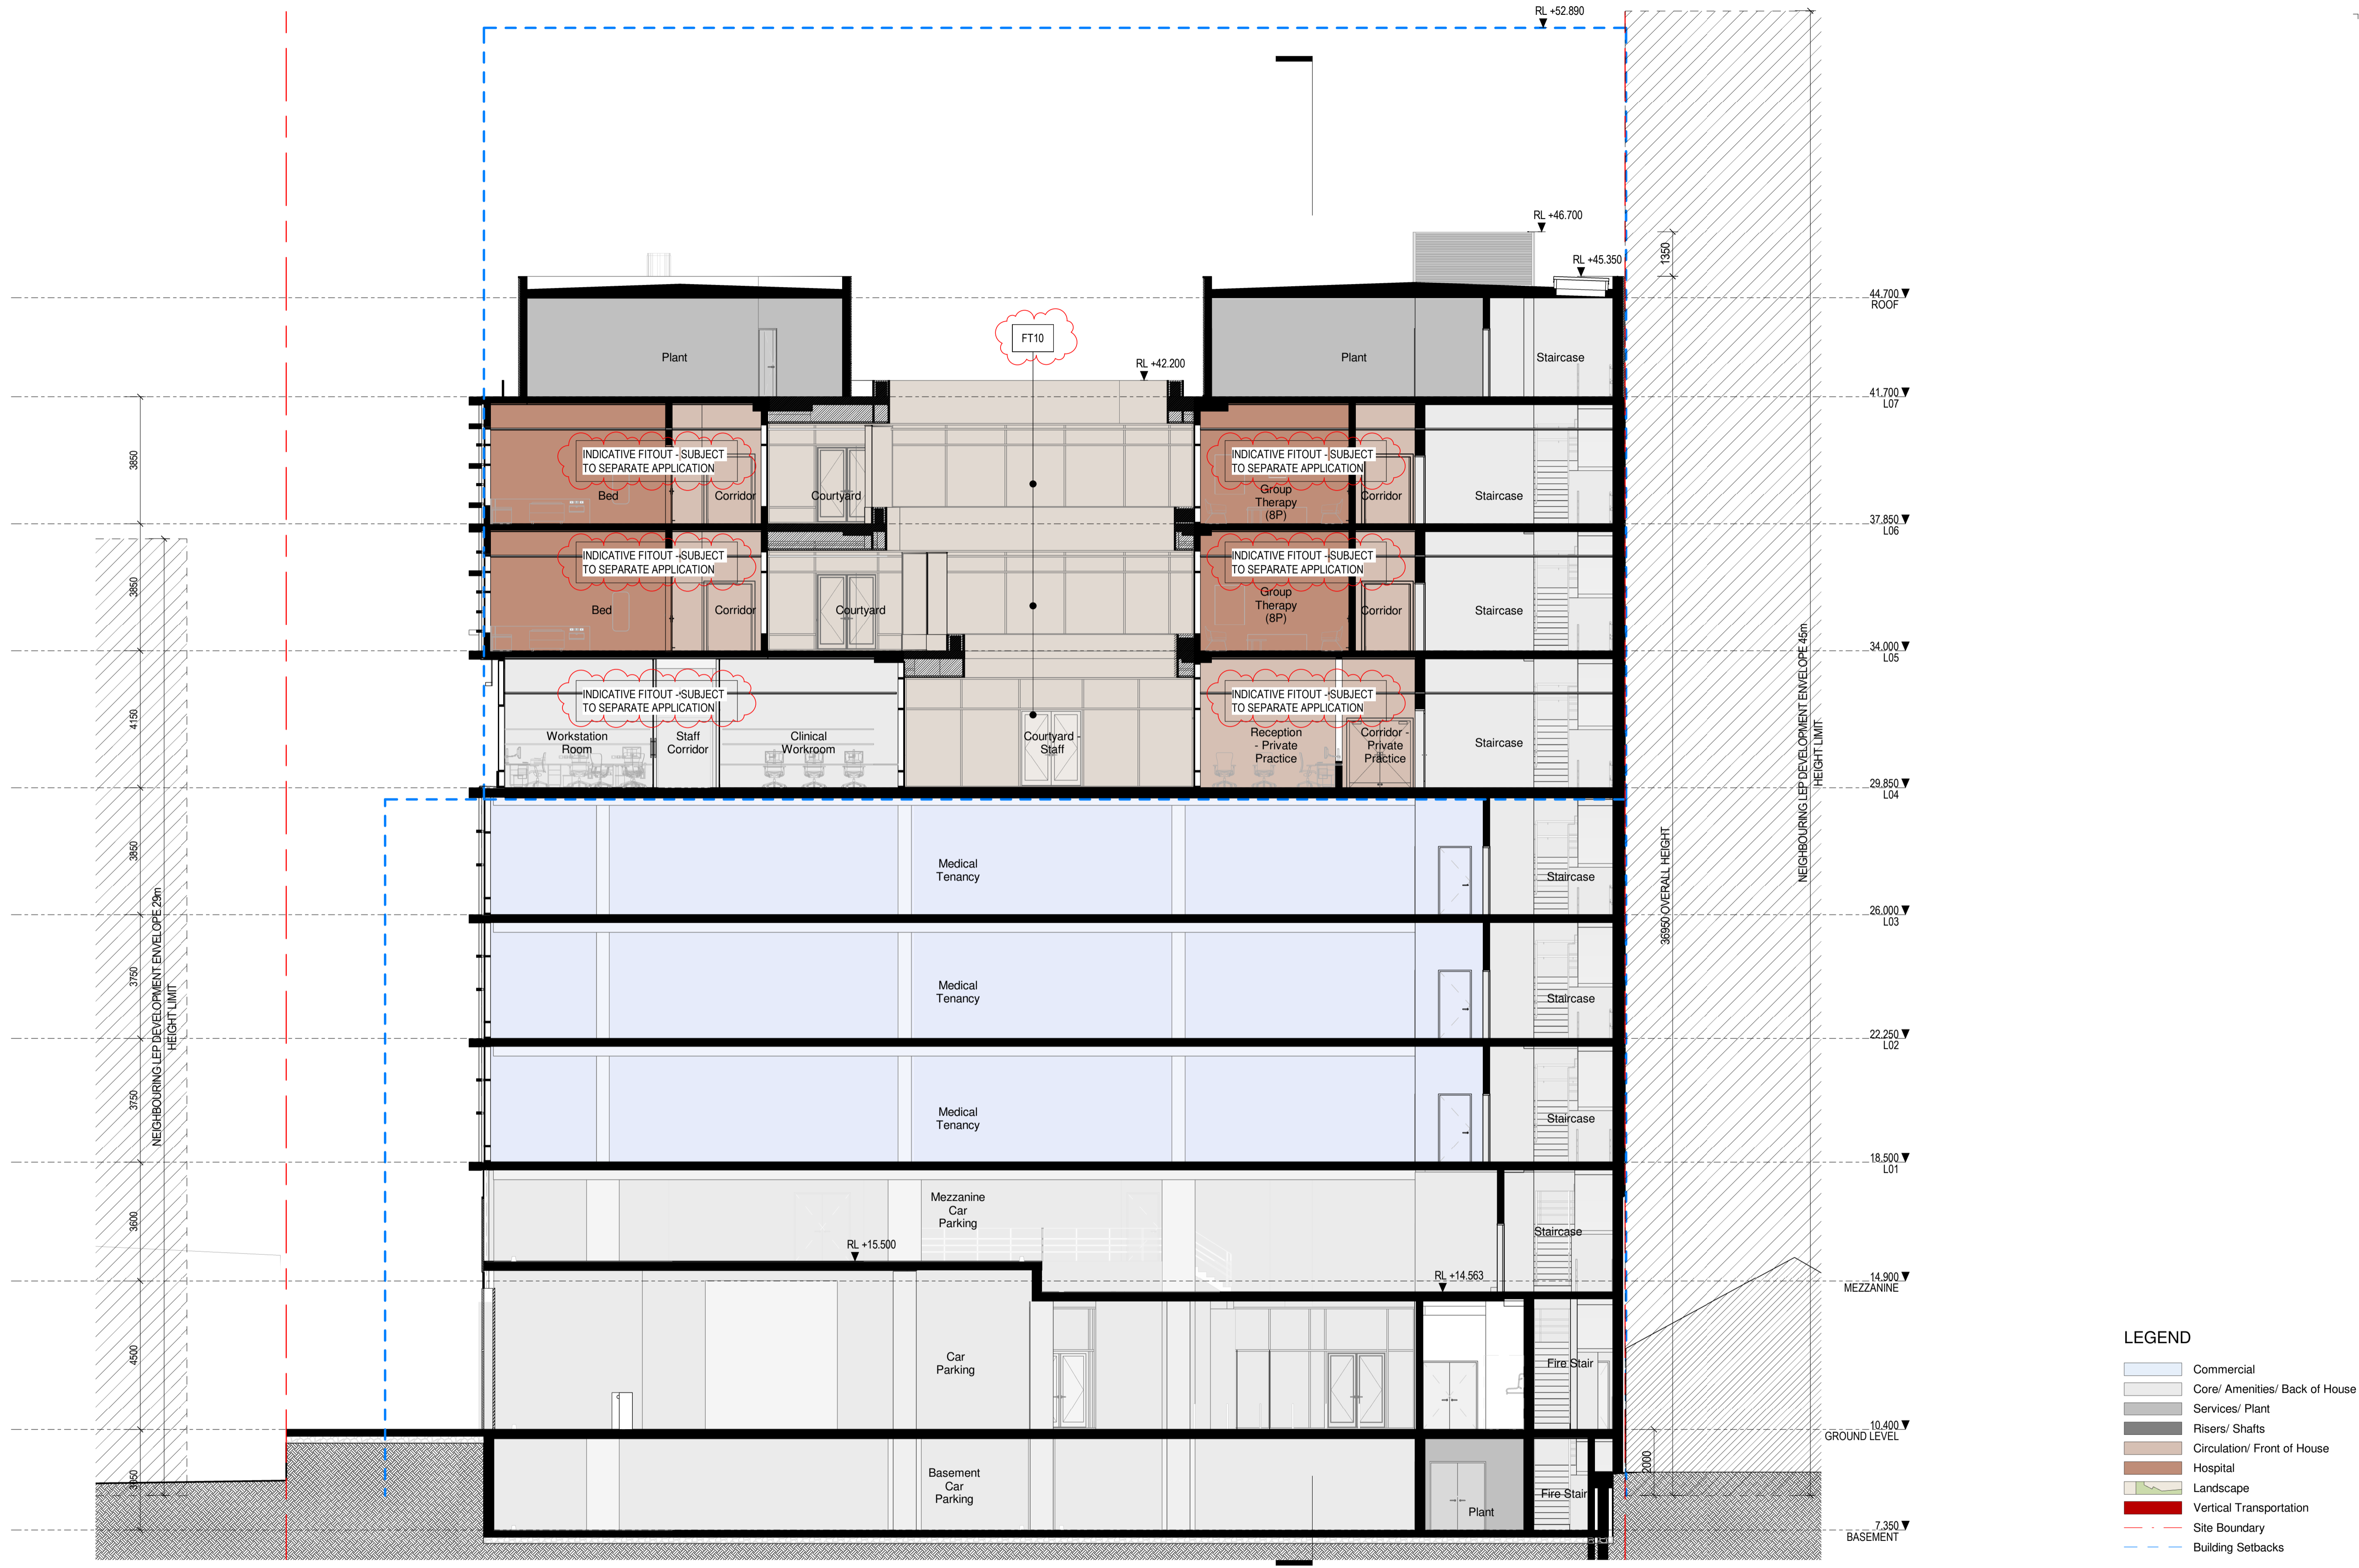 RL +52.890
RL +46.700
RL +45.350
1350
44.700
ROOF
FT10
Plant
Plant
Staircase
RL +42.200
41.700
L07
3850
INDICATIVE FITOUT - SUBJECT
TO SEPARATE APPLICATION
INDICATIVE FITOUT - SUBJECT
TO SEPARATE APPLICATION
Bed
Corridor
Courtyard
Group
Therapy
(8P)
Corridor
Staircase
37.850
L06
3850
INDICATIVE FITOUT - SUBJECT
TO SEPARATE APPLICATION
INDICATIVE FITOUT - SUBJECT
TO SEPARATE APPLICATION
Bed
Corridor
Courtyard
Group
Therapy
(8P)
Corridor
Staircase
34.000
L05
4150
INDICATIVE FITOUT - SUBJECT
TO SEPARATE APPLICATION
INDICATIVE FITOUT - SUBJECT
TO SEPARATE APPLICATION
Workstation
Room
Staff
Corridor
Clinical
Workroom
Courtyard -
Staff
Reception
- Private
Practice
Corridor -
Private
Practice
Staircase
NEIGHBOURING LEP DEVELOPMENT ENVELOPE 45m
HEIGHT LIMIT
29.850
L04
3850
Medical
Tenancy
Staircase
36950 OVERALL HEIGHT
26.000
L03
NEIGHBOURING LEP DEVELOPMENT ENVELOPE 29m
HEIGHT LIMIT
3750
Medical
Tenancy
Staircase
22.250
L02
3750
Medical
Tenancy
Staircase
18.500
L01
3600
Mezzanine
Car
Parking
Staircase
RL +15.500
RL +14.563
14.900
MEZZANINE
4500
Car
Parking
Fire Stair
10.400
GROUND LEVEL
3050
Basement
Car
Parking
Plant
Fire Stair
2000
7.350
BASEMENT
LEGEND
Commercial
Core/ Amenities/ Back of House
Services/ Plant
Risers/ Shafts
Circulation/ Front of House
Hospital
Landscape
Vertical Transportation
Site Boundary
Building Setbacks